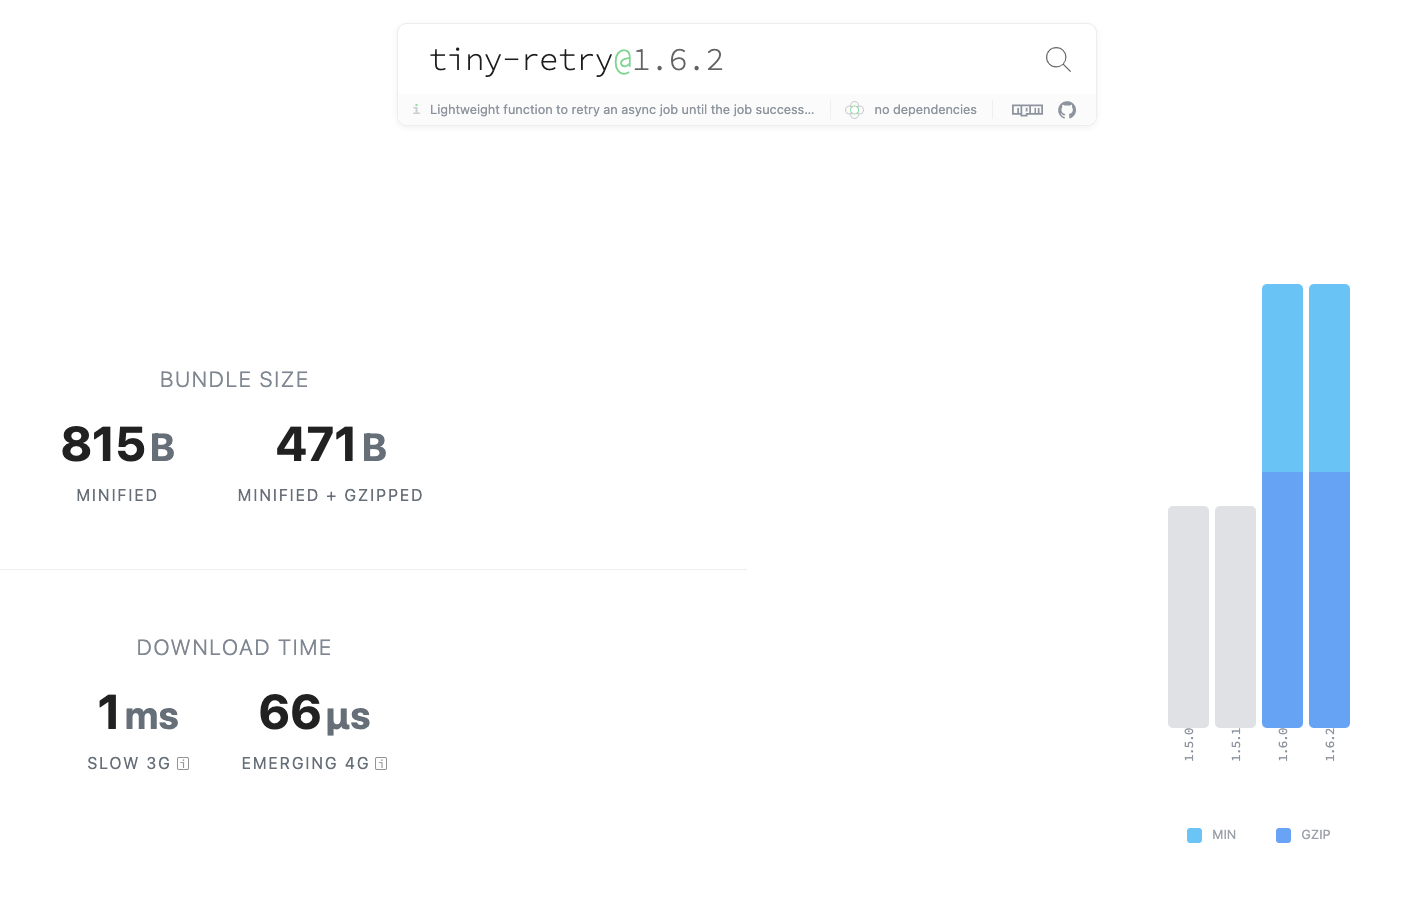 tiny-retry@1.6.2
i Lightweight function to retry an async job until the job success...
no dependencies
npm
BUNDLE SIZE
815 B
471 B
MINIFIED
MINIFIED + GZIPPED
DOWNLOAD TIME
1 ms
66 μs
SLOW 3G i
EMERGING 4G i
1.5.0
1.5.1
1.6.0
1.6.2
MIN
GZIP